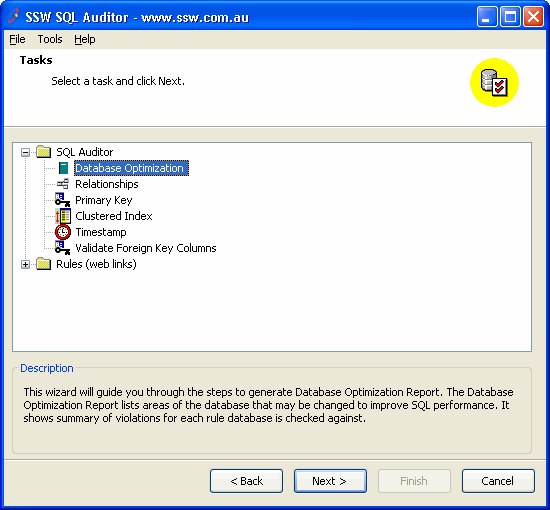 SSW SQL Auditor - www.ssw.com.au
File Tools Help
Tasks
Select a task and click Next.
SQL Auditor
Database Optimization
Relationships
Primary Key
Clustered Index
Timestamp
Validate Foreign Key Columns
Rules (web links)
Description
This wizard will guide you through the steps to generate Database Optimization Report. The Database
Optimization Report lists areas of the database that may be changed to improve SQL performance. It
shows summary of violations for each rule database is checked against.
< Back Next > Finish Cancel